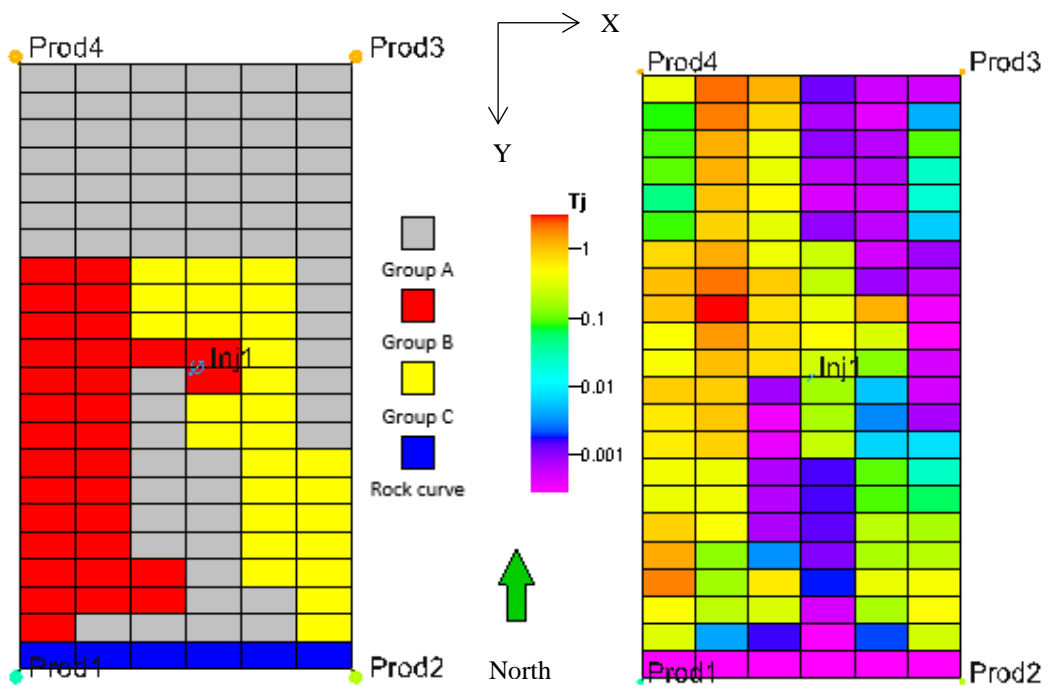 X
Prod4
Prod3
Prod4
Prod3
Y
Tj
1
0.1
0.01
0.001
Group A
Group B
Group C
Rock curve
Inj1
Inj1
North
Prod1
Prod2
Prod1
Prod2